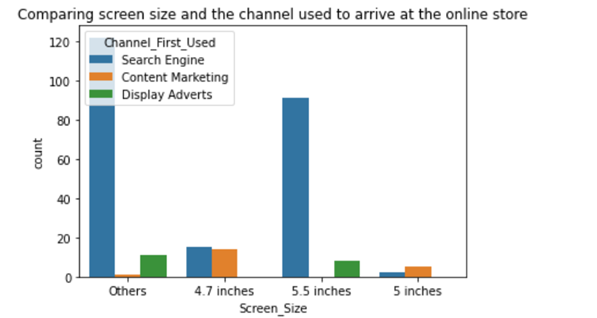 Comparing screen size and the channel used to arrive at the online store
Channel_First_Used
Search Engine
Content Marketing
Display Adverts
120
100
80
60
40
20
0
count
Others 4.7 inches 5.5 inches 5 inches
Screen_Size